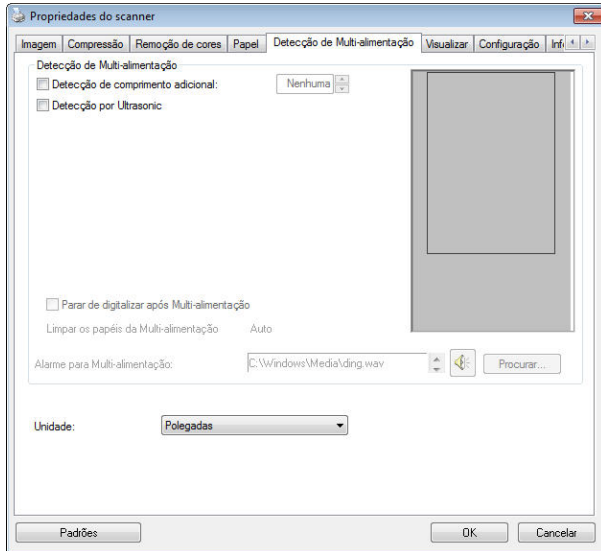 Propriedades do scanner
Imagem Compressão Remoção de cores Papel Detecção de Multi-alimentação Visualizar Configuração Inf
Detecção de Multi-alimentação
Detecção de comprimento adicional: Nenhuma
Detecção por Ultrasonic
Parar de digitalizar após Multi-alimentação
Limpar os papéis da Multi-alimentação Auto
Alarme para Multi-alimentação: C:\Windows\Media\ding.wav Procurar...
Unidade: Polegadas
Padrões OK Cancelar